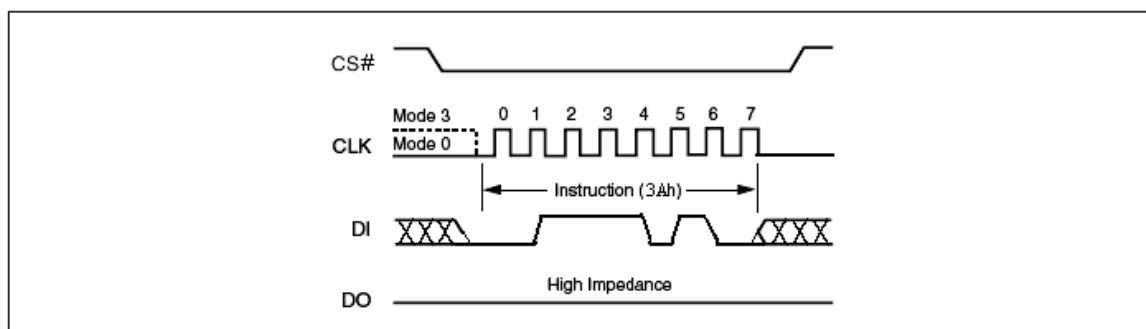 CS#
Mode 3 0 1 2 3 4 5 6 7
CLK Mode 0
Instruction (3Ah)
DI
High Impedance
DO